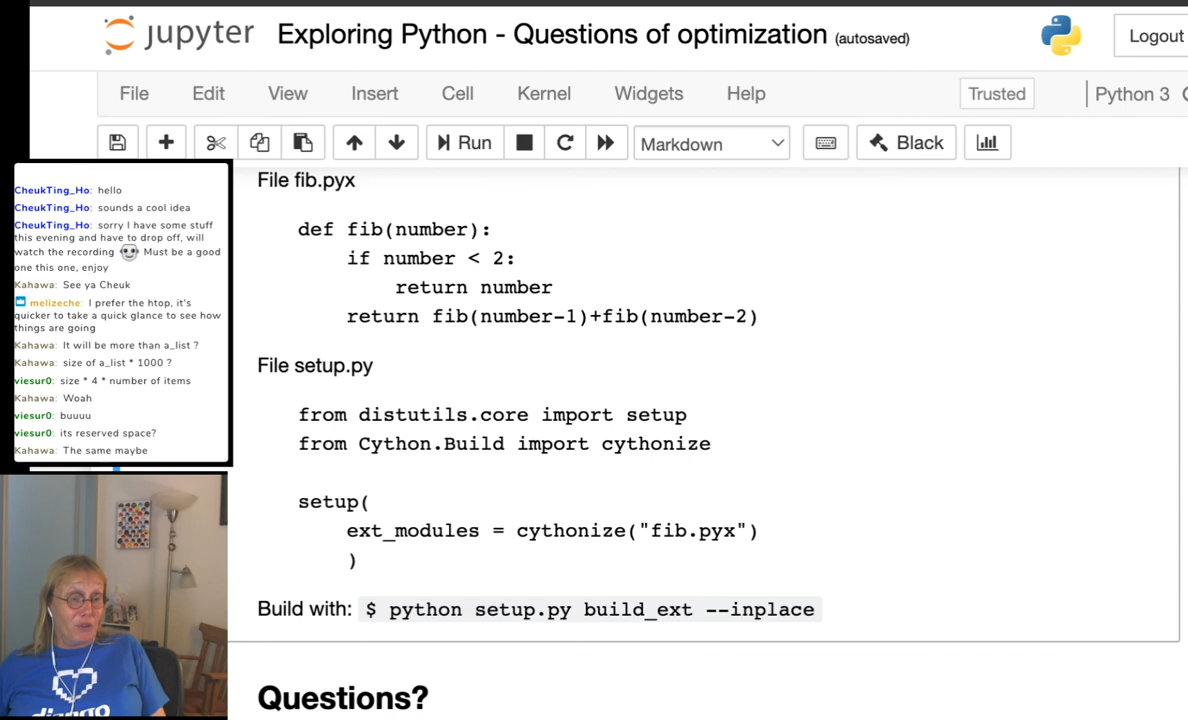 jupyter Exploring Python - Questions of optimization (autosaved)
Logout
File Edit View Insert Cell Kernel Widgets Help
Trusted
Python 3
Run
Markdown
Black
CheukTing_Ho: hello
CheukTing_Ho: sounds a cool idea
CheukTing_Ho: sorry I have some stuff
this evening and have to drop off, will
watch the recording Must be a good
one this one, enjoy
Kahawa: See ya Cheuk
melizeche: I prefer the htop, it's
quicker to take a quick glance to see how
things are going
Kahawa: It will be more than a_list ?
Kahawa: size of a_list * 1000 ?
viesur0: size * 4 * number of items
Kahawa: Woah
viesur0: buuuu
viesur0: its reserved space?
Kahawa: The same maybe
File fib.pyx
def fib(number):
    if number < 2:
        return number
    return fib(number-1)+fib(number-2)
File setup.py
from distutils.core import setup
from Cython.Build import cythonize
setup(
    ext_modules = cythonize("fib.pyx")
    )
Build with: $ python setup.py build_ext --inplace
Questions?
django